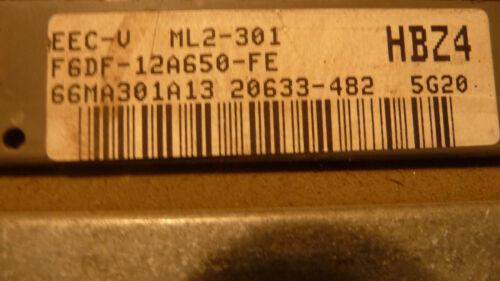 EEC-V ML2-301 HBZ4
F6DF-12A650-FE
66MA301A13 20633-482 5G20